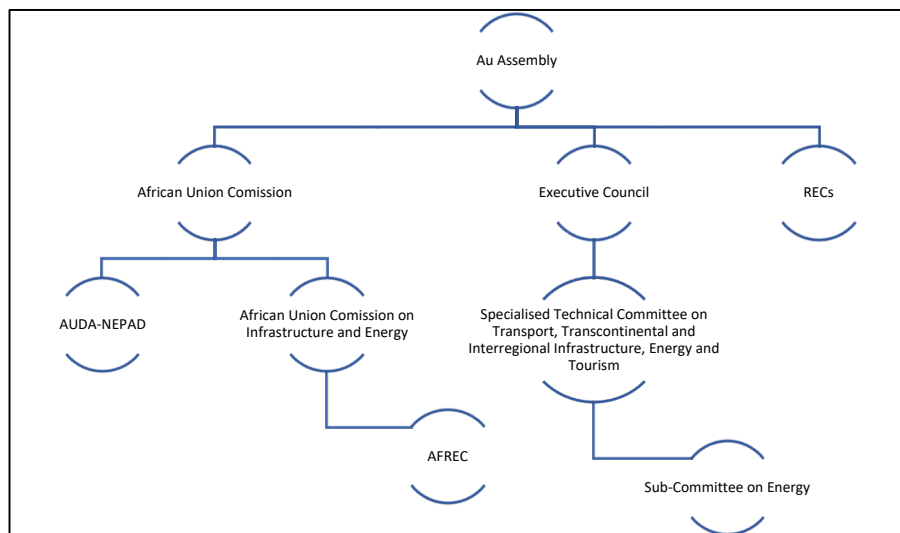 Au Assembly
African Union Comission
Executive Council
RECs
AUDA-NEPAD
African Union Comission on
Infrastructure and Energy
Specialised Technical Committee on
Transport, Transcontinental and
Interregional Infrastructure, Energy and
Tourism
AFREC
Sub-Committee on Energy